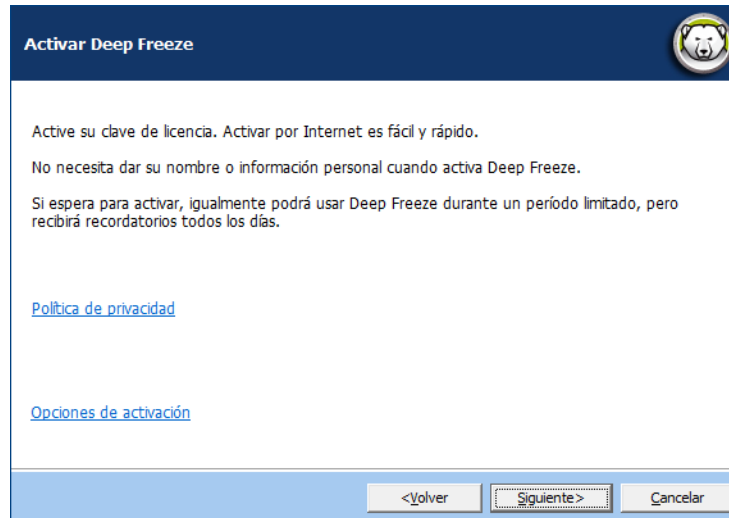 Activar Deep Freeze
Active su clave de licencia. Activar por Internet es fácil y rápido.
No necesita dar su nombre o información personal cuando activa Deep Freeze.
Si espera para activar, igualmente podrá usar Deep Freeze durante un período limitado, pero
recibirá recordatorios todos los días.
Política de privacidad
Opciones de activación
<Volver
Siguiente>
Cancelar